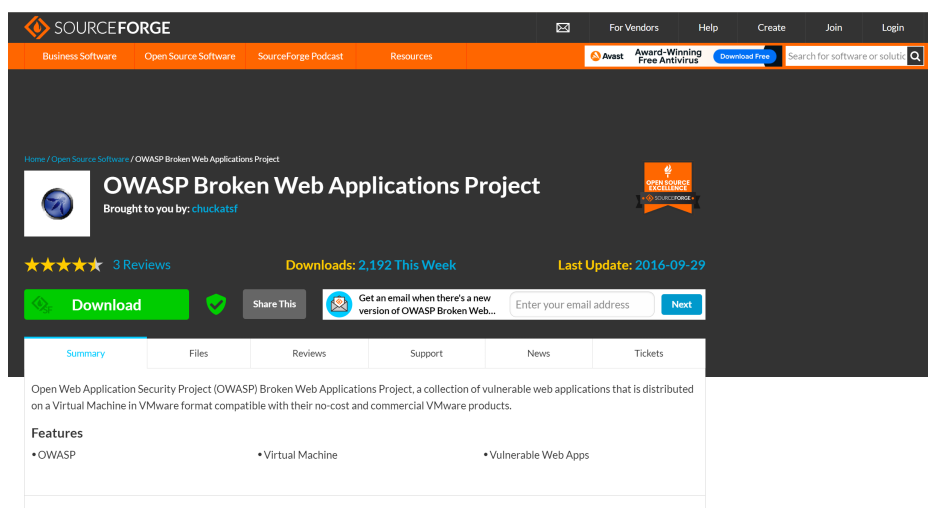 SOURCEFORGE
For Vendors Help Create Join Login
Business Software Open Source Software SourceForge Podcast Resources
Avast Award-Winning Free Antivirus Download Free
Search for software or solutic
Home / Open Source Software / OWASP Broken Web Applications Project
OWASP Broken Web Applications Project
Brought to you by: chuckatsf
OPEN SOURCE
EXCELLENCE
SOURCEFORGE
3 Reviews Downloads: 2,192 This Week Last Update: 2016-09-29
SF Download
Share This
Get an email when there's a new
version of OWASP Broken Web...
Enter your email address Next
Summary Files Reviews Support News Tickets
Open Web Application Security Project (OWASP) Broken Web Applications Project, a collection of vulnerable web applications that is distributed
on a Virtual Machine in VMware format compatible with their no-cost and commercial VMware products.
Features
• OWASP • Virtual Machine • Vulnerable Web Apps